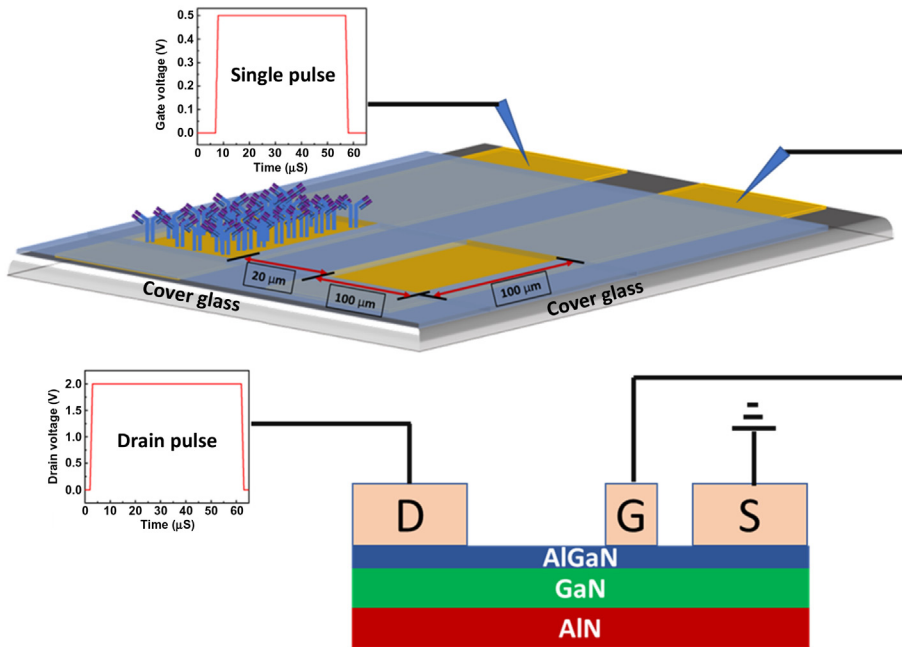 0.5
0.4
0.3
0.2
0.1
0.0
Gate voltage (V)
Single pulse
0 10 20 30 40 50 60
Time (μS)
20 μm
100 μm
100 μm
Cover glass
Cover glass
2.0
1.5
1.0
0.5
0.0
Drain voltage (V)
Drain pulse
0 10 20 30 40 50 60
Time (μS)
D
G
S
AlGaN
GaN
AlN